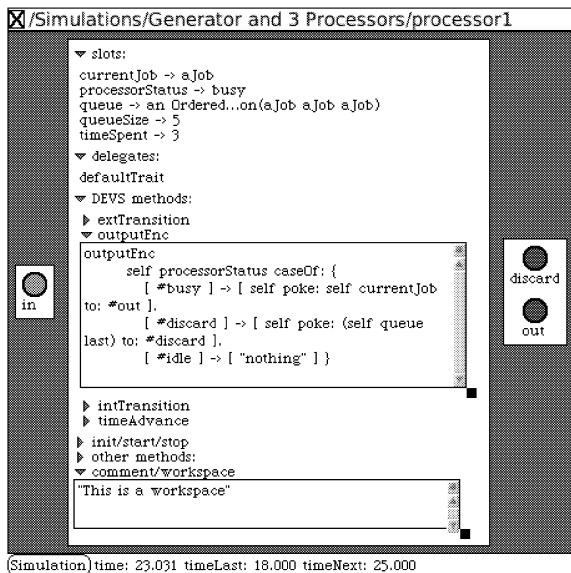 /Simulations/Generator and 3 Processors/processor1
slots:
currentJob -> aJob
processorStatus -> busy
queue -> an Ordered...on(aJob aJob aJob)
queueSize -> 5
timeSpent -> 3
delegates:
defaultTrait
DEVS methods:
extTransition
outputFnc
outputFnc
self processorStatus caseOf: {
[ #busy ] -> [ self poke: self currentJob
to: #out ].
[ #discard ] -> [ self poke: (self queue
last) to: #discard ].
[ #idle ] -> [ "nothing" ] }
in
discard
out
intTransition
timeAdvance
init/start/stop
other methods:
comment/workspace
"This is a workspace"
Simulation time: 23.031 timeLast: 18.000 timeNext: 25.000